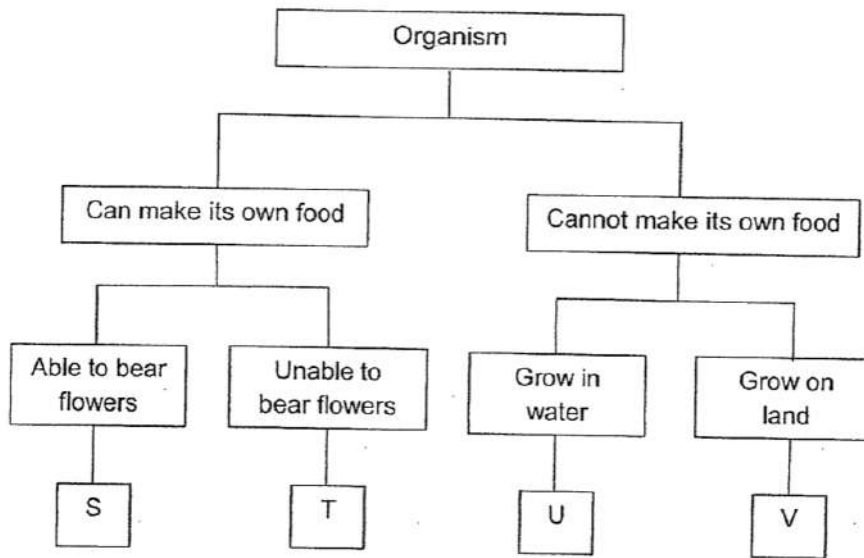 Organism
Can make its own food
Cannot make its own food
Able to bear
flowers
Unable to
bear flowers
Grow in
water
Grow on
land
S
T
U
V